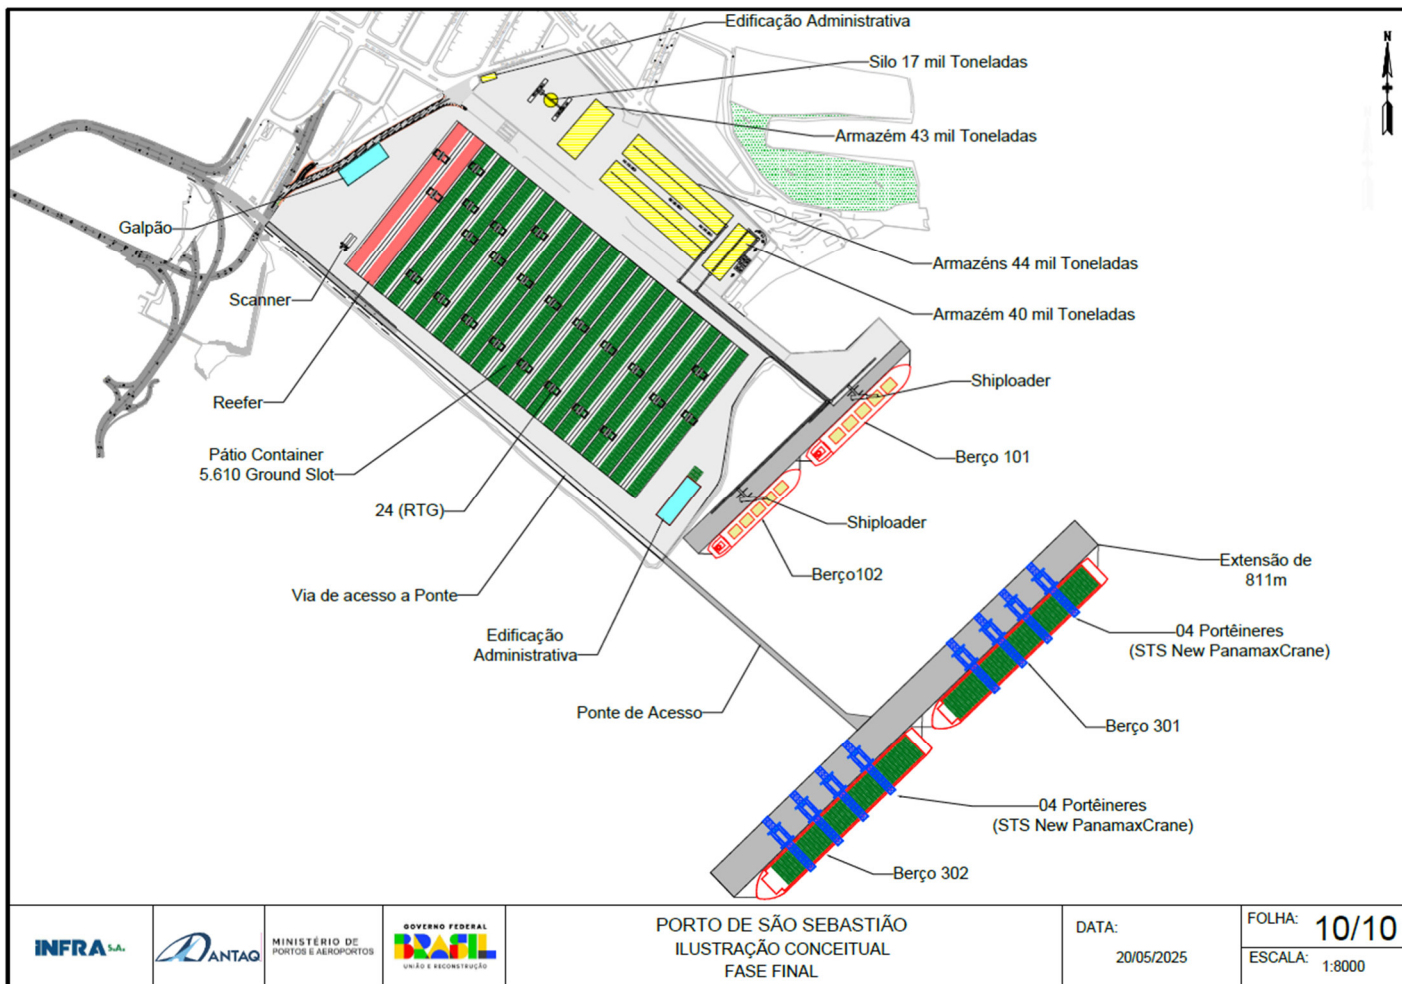 Edificação Administrativa
N
Silo 17 mil Toneladas
Armazém 43 mil Toneladas
Galpão
Armazéns 44 mil Toneladas
Scanner
Armazém 40 mil Toneladas
Shiploader
Reefer
Pátio Container
5.610 Ground Slot
Berço 101
24 (RTG)
Shiploader
Berço102
Extensão de
811m
Via de acesso a Ponte
04 Portêineres
(STS New PanamaxCrane)
Edificação
Administrativa
Ponte de Acesso
Berço 301
04 Portêineres
(STS New PanamaxCrane)
Berço 302
INFRA S.A.
ANTAQ
MINISTÉRIO DE
PORTOS E AEROPORTOS
GOVERNO FEDERAL
BRASIL
UNIÃO E RECONSTRUÇÃO
PORTO DE SÃO SEBASTIÃO
ILUSTRAÇÃO CONCEITUAL
FASE FINAL
DATA:
20/05/2025
FOLHA: 10/10
ESCALA: 1:8000